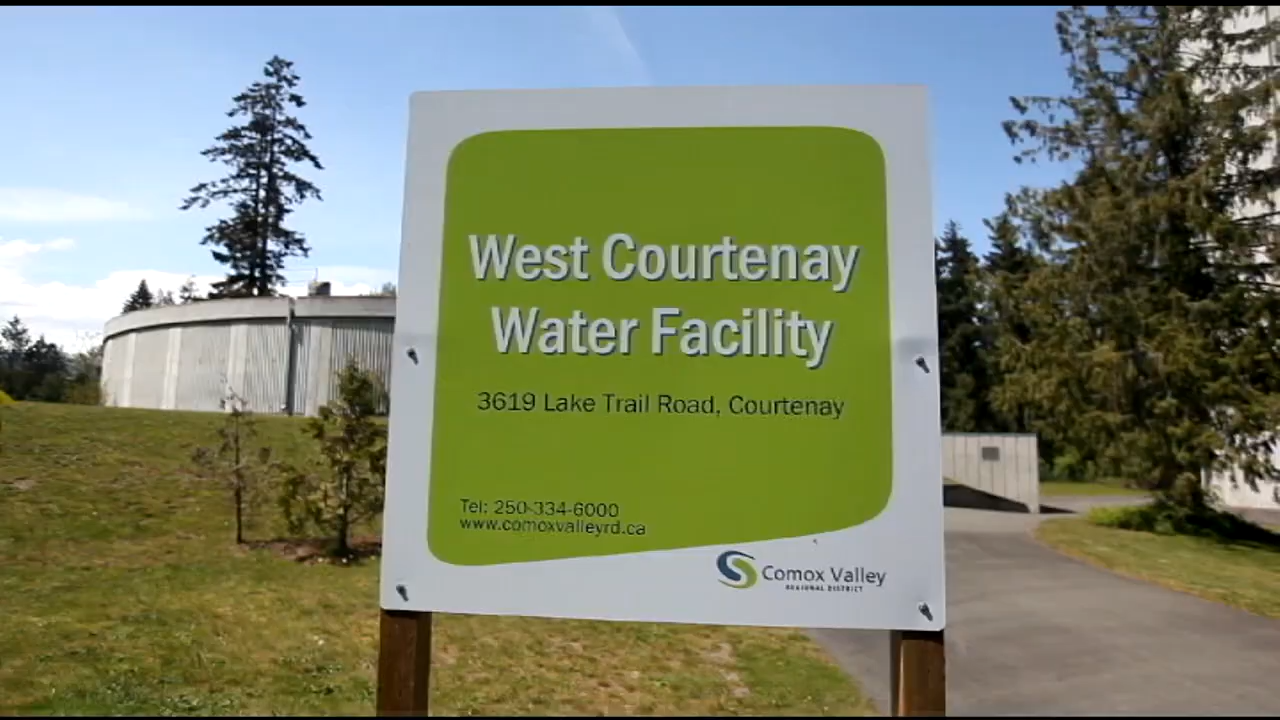 West Courtenay
Water Facility
3619 Lake Trail Road, Courtenay
Tel: 250-334-6000
www.comoxvalleyrd.ca
Comox Valley
REGIONAL DISTRICT